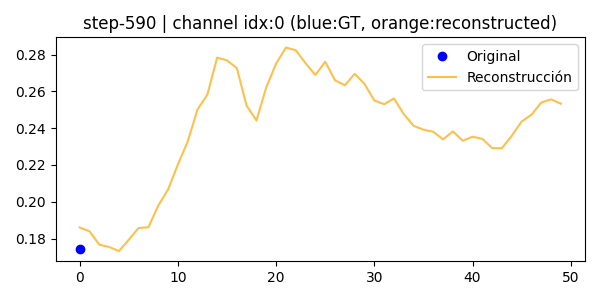 step-590 | channel idx:0 (blue:GT, orange:reconstructed)
0.28
0.26
0.24
0.22
0.20
0.18
Original
Reconstrucción
0 10 20 30 40 50